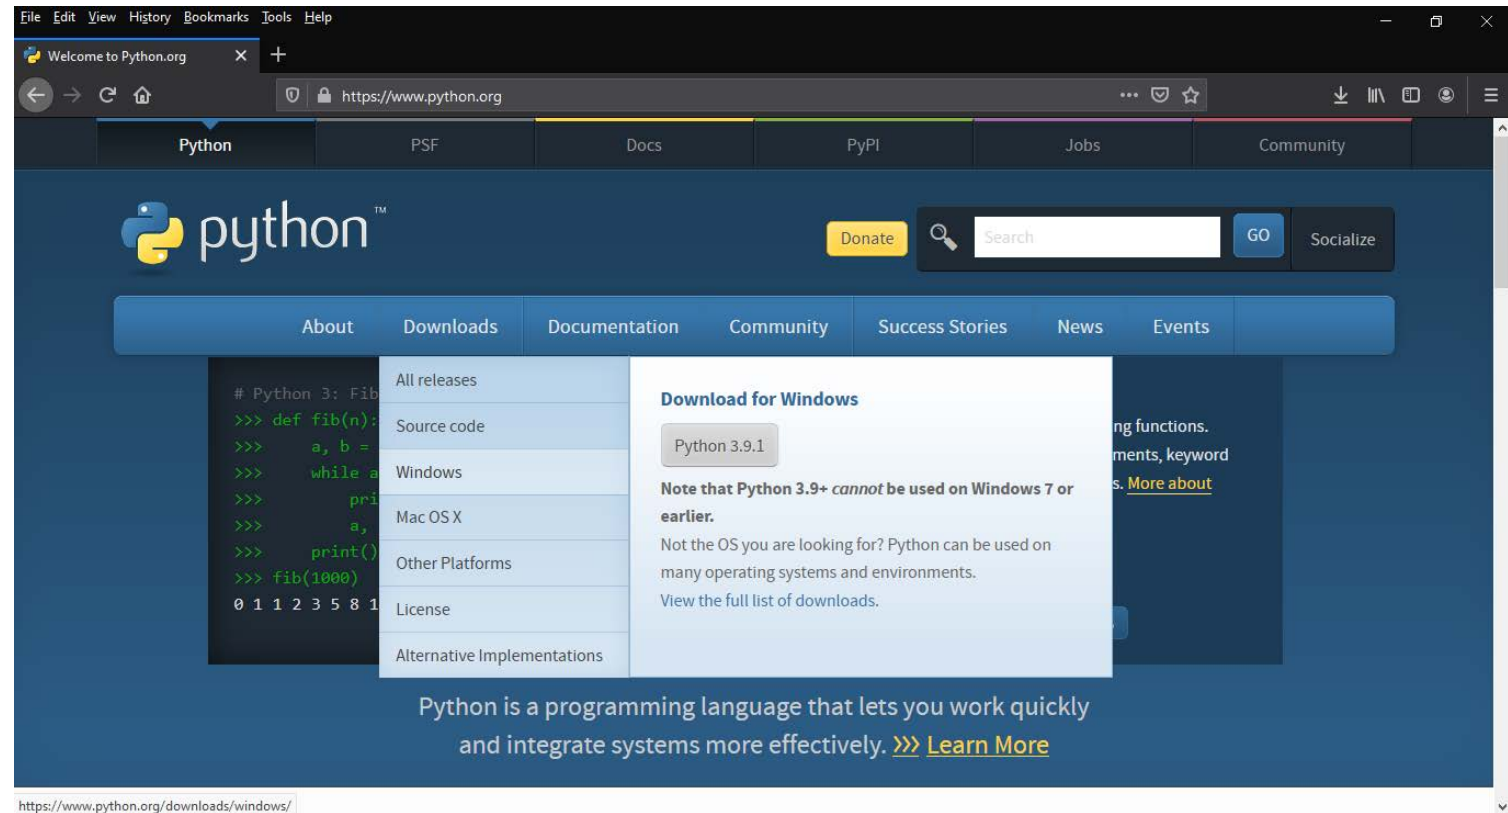 File Edit View History Bookmarks Tools Help
Welcome to Python.org
https://www.python.org
Python PSF Docs PyPI Jobs Community
python™
Donate Search GO Socialize
About Downloads Documentation Community Success Stories News Events
# Python 3: Fib
>>> def fib(n):
>>> a, b =
>>> while a
>>> pri
>>> a,
>>> print()
>>> fib(1000)
0 1 1 2 3 5 8 1
All releases
Source code
Windows
Mac OS X
Other Platforms
License
Alternative Implementations
Download for Windows
Python 3.9.1
Note that Python 3.9+ cannot be used on Windows 7 or
earlier.
Not the OS you are looking for? Python can be used on
many operating systems and environments.
View the full list of downloads.
ng functions.
ments, keyword
s. More about
Python is a programming language that lets you work quickly
and integrate systems more effectively. >>> Learn More
https://www.python.org/downloads/windows/